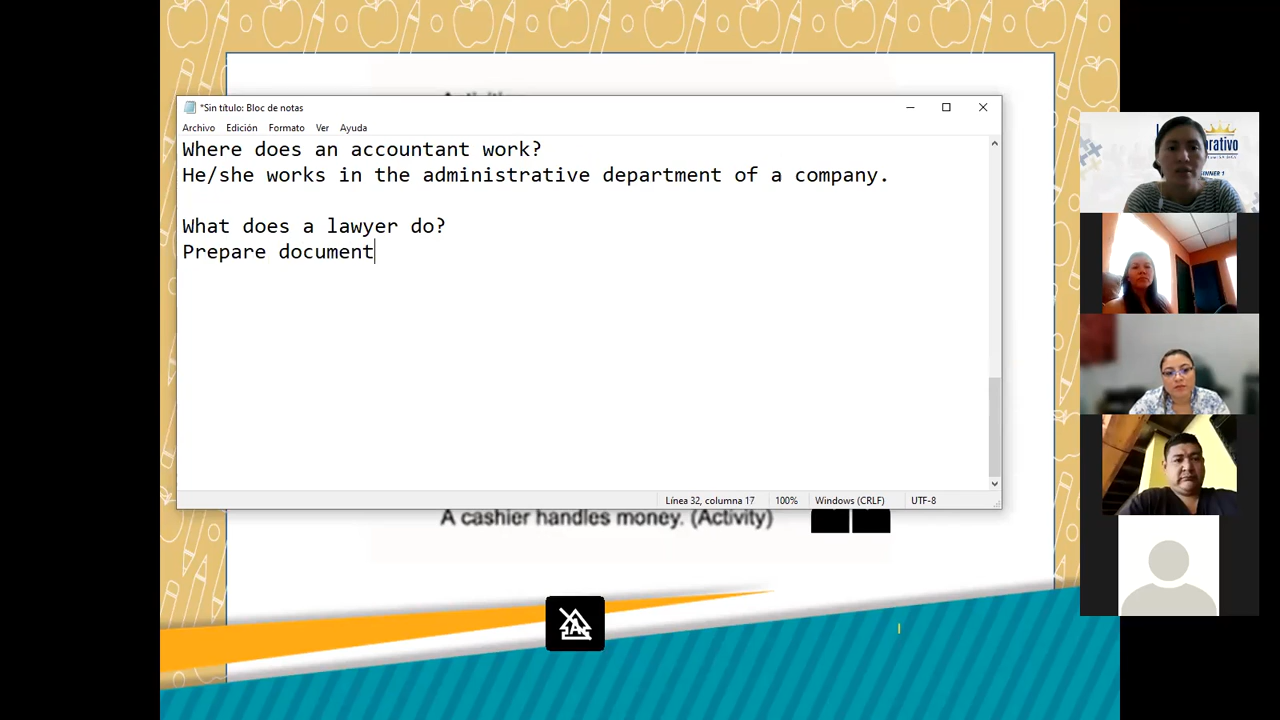 *Sin título: Bloc de notas
Archivo Edición Formato Ver Ayuda
Where does an accountant work?
He/she works in the administrative department of a company.
What does a lawyer do?
Prepare document
Línea 32, columna 17 100% Windows (CRLF) UTF-8
A cashier handles money. (Activity)